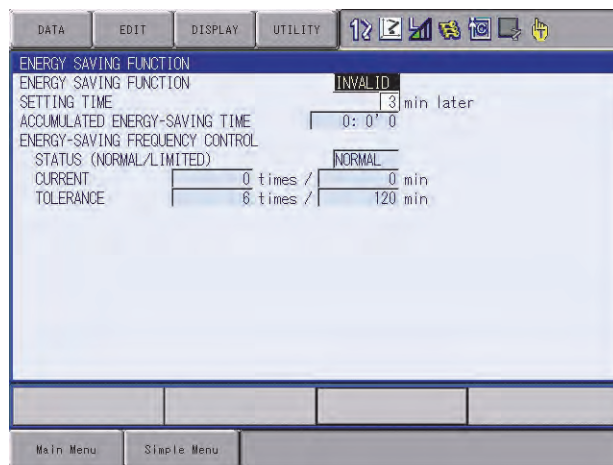 DATA EDIT DISPLAY UTILITY
ENERGY SAVING FUNCTION
ENERGY SAVING FUNCTION INVALID
SETTING TIME 3 min later
ACCUMULATED ENERGY-SAVING TIME 0: 0' 0
ENERGY-SAVING FREQUENCY CONTROL
STATUS (NORMAL/LIMITED) NORMAL
CURRENT 0 times / 0 min
TOLERANCE 6 times / 120 min
Main Menu Simple Menu